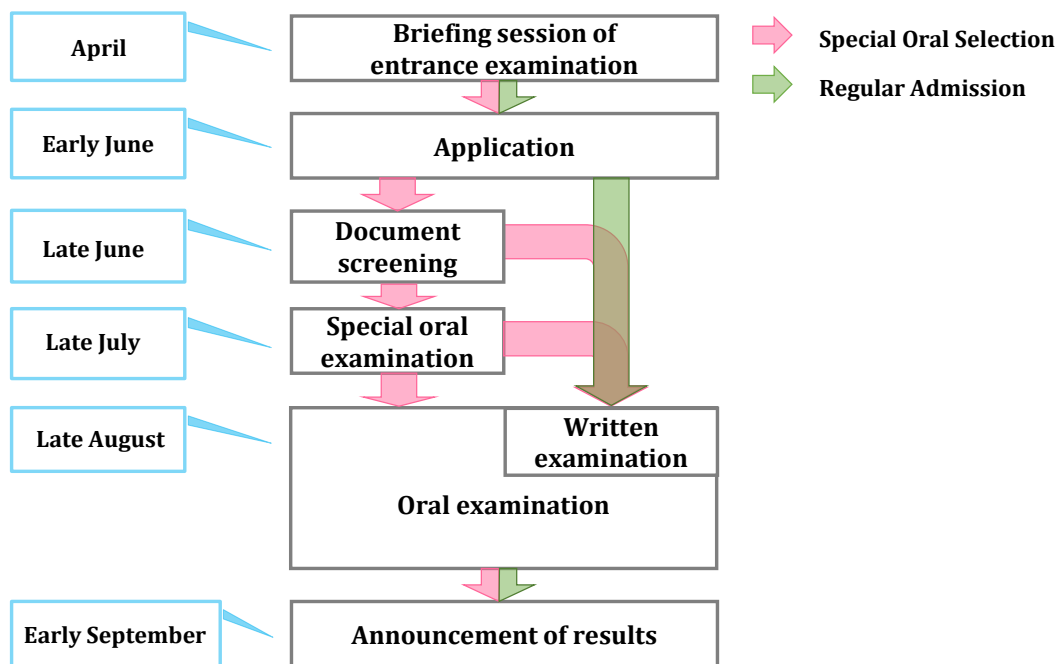 April
Briefing session of
entrance examination
Special Oral Selection
Regular Admission
Early June
Application
Late June
Document
screening
Late July
Special oral
examination
Late August
Written
examination
Oral examination
Early September
Announcement of results